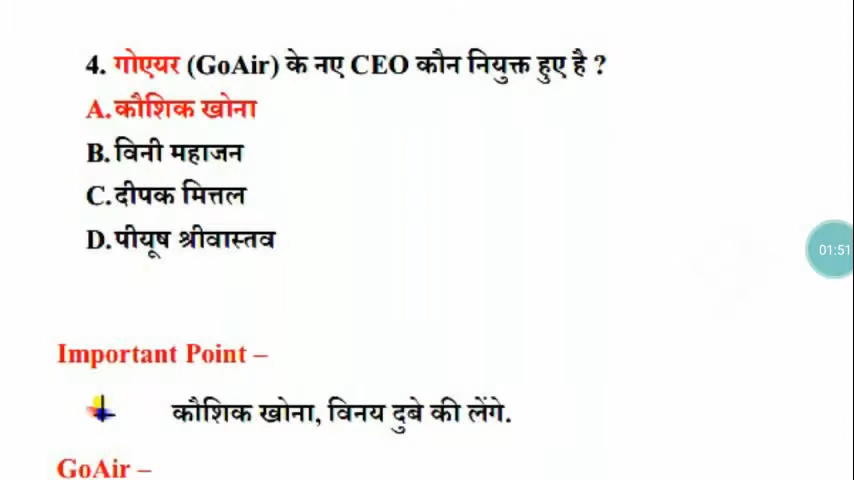 4. गोएयर (GoAir) के नए CEO कौन नियुक्त हुए है ?
A. कौशिक खोना
B. विनी महाजन
C. दीपक मित्तल
D. पीयूष श्रीवास्तव
01:51
Important Point –
कौशिक खोना, विनय दुबे की लेंगे.
GoAir –